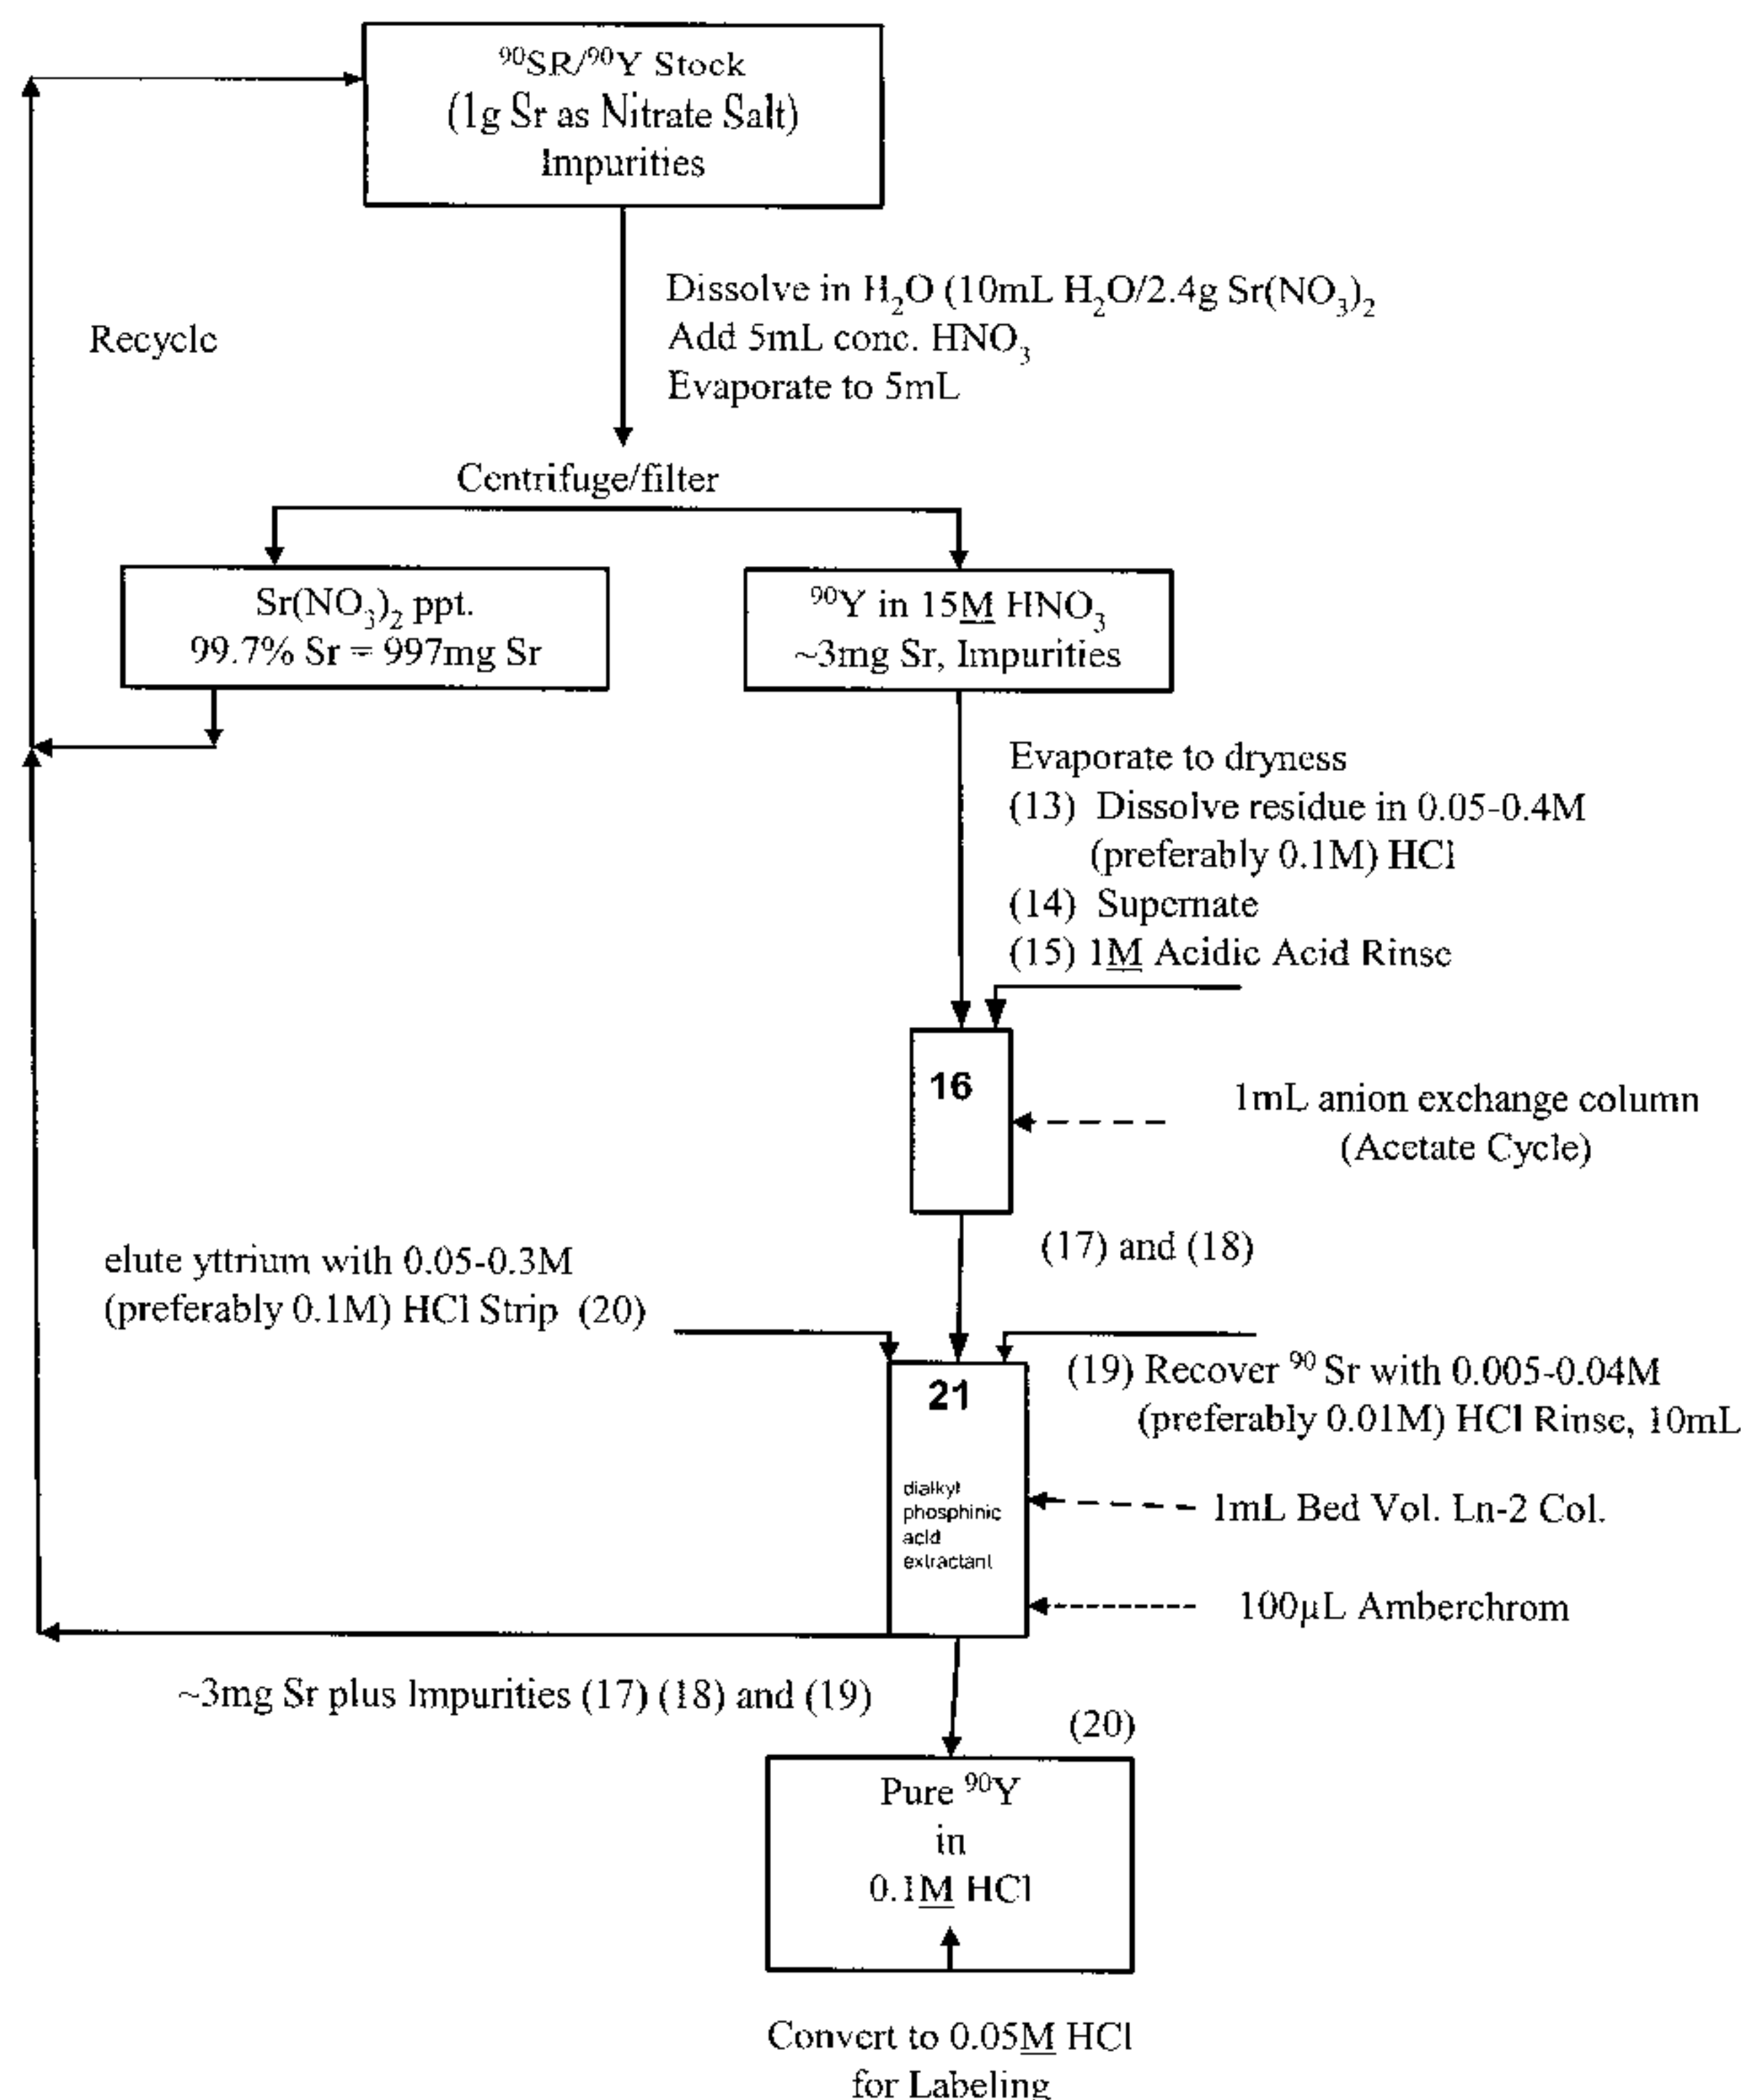 ⁹⁰SR/⁹⁰Y Stock
(1g Sr as Nitrate Salt)
Impurities
Dissolve in H₂O (10mL H₂O/2.4g Sr(NO₃)₂
Add 5mL conc. HNO₃
Evaporate to 5mL
Recycle
Centrifuge/filter
Sr(NO₃)₂ ppt.
99.7% Sr = 997mg Sr
⁹⁰Y in 15M HNO₃
~3mg Sr, Impurities
Evaporate to dryness
(13) Dissolve residue in 0.05-0.4M
(preferably 0.1M) HCl
(14) Supernate
(15) 1M Acidic Acid Rinse
16
1mL anion exchange column
(Acetate Cycle)
(17) and (18)
elute yttrium with 0.05-0.3M
(preferably 0.1M) HCl Strip (20)
21
(19) Recover ⁹⁰ Sr with 0.005-0.04M
(preferably 0.01M) HCl Rinse, 10mL
dialkyl
phosphinic
acid
extractant
1mL Bed Vol. Ln-2 Col.
100µL Amberchrom
~3mg Sr plus Impurities (17) (18) and (19)
(20)
Pure ⁹⁰Y
in
0.1M HCl
Convert to 0.05M HCl
for Labeling